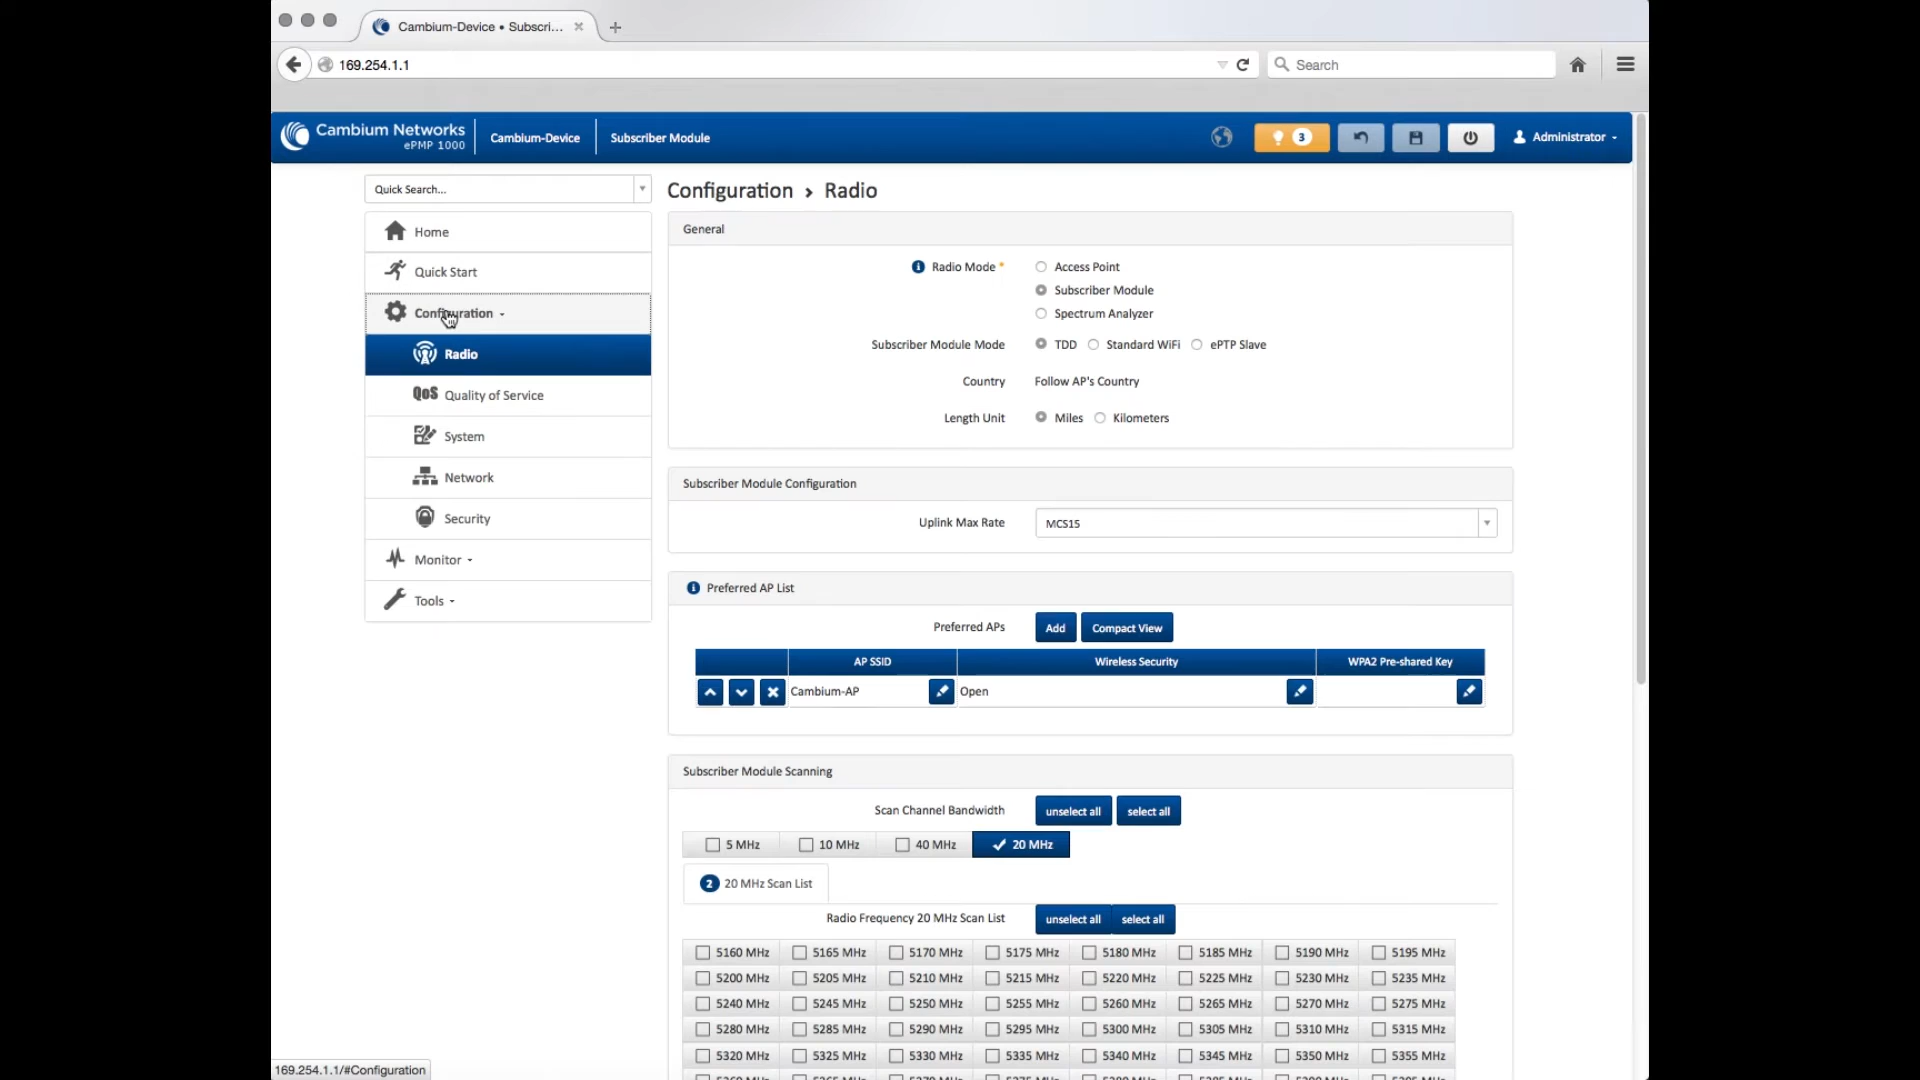 Cambium-Device • Subscri...
169.254.1.1
Search
Cambium Networks
ePMP 1000
Cambium-Device
Subscriber Module
3
Administrator
Quick Search...
Configuration › Radio
Home
Quick Start
Configuration
Radio
QoS Quality of Service
System
Network
Security
Monitor
Tools
General
Radio Mode *
Access Point
Subscriber Module
Spectrum Analyzer
Subscriber Module Mode TDD Standard WiFi ePTP Slave
Country Follow AP's Country
Length Unit Miles Kilometers
Subscriber Module Configuration
Uplink Max Rate MCS15
Preferred AP List
Preferred APs Add Compact View
AP SSID Wireless Security WPA2 Pre-shared Key
Cambium-AP Open
Subscriber Module Scanning
Scan Channel Bandwidth unselect all select all
5 MHz 10 MHz 40 MHz 20 MHz
2 20 MHz Scan List
Radio Frequency 20 MHz Scan List unselect all select all
5160 MHz 5165 MHz 5170 MHz 5175 MHz 5180 MHz 5185 MHz 5190 MHz 5195 MHz
5200 MHz 5205 MHz 5210 MHz 5215 MHz 5220 MHz 5225 MHz 5230 MHz 5235 MHz
5240 MHz 5245 MHz 5250 MHz 5255 MHz 5260 MHz 5265 MHz 5270 MHz 5275 MHz
5280 MHz 5285 MHz 5290 MHz 5295 MHz 5300 MHz 5305 MHz 5310 MHz 5315 MHz
5320 MHz 5325 MHz 5330 MHz 5335 MHz 5340 MHz 5345 MHz 5350 MHz 5355 MHz
169.254.1.1/#Configuration